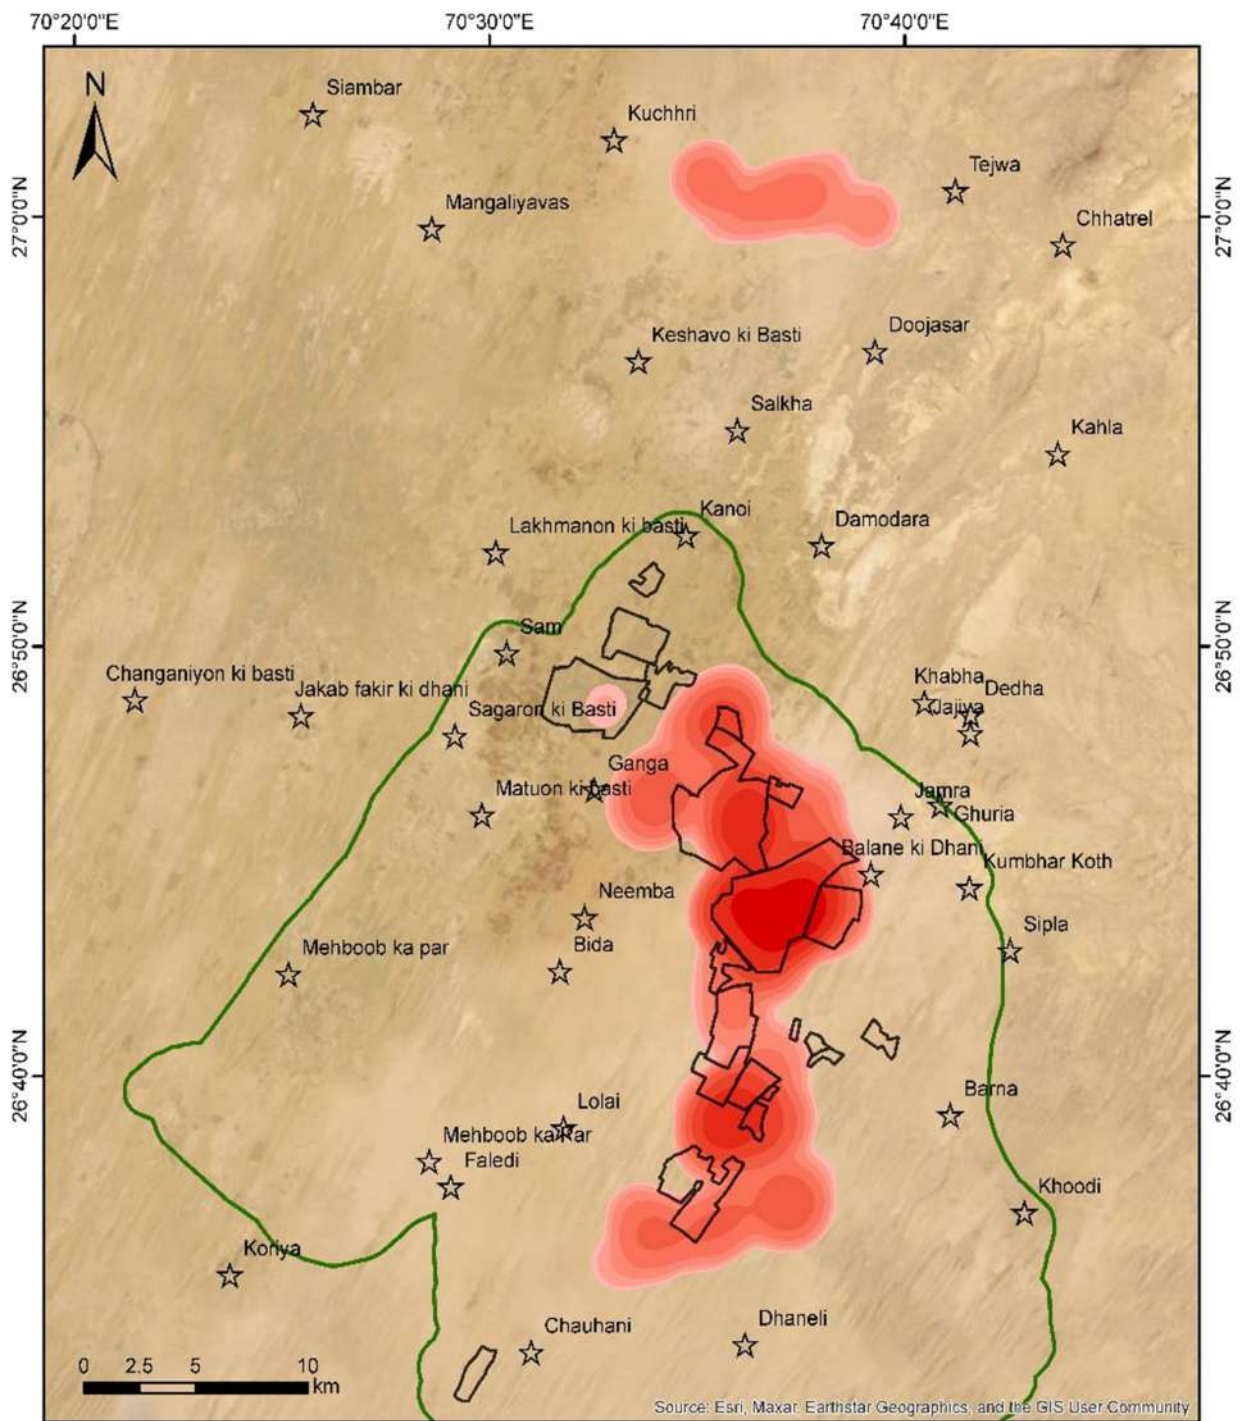 70°20'0"E 70°30'0"E 70°40'0"E
N
Siambar
Kuchhri
Tejwa
Mangaliyavas
Chhatrel
27°0'0"N 27°0'0"N
Doojasar
Keshavo ki Basti
Salkha
Kahla
Kanoi
Damodara
Lakhmanon ki basti
Sam
26°50'0"N 26°50'0"N
Changaniyon ki basti
Khabha
Jakab fakir ki dhani
Dedha
Sagaron ki Basti
Jajiya
Ganga
Matuon ki basti
Jamra
Ghuria
Balane ki Dhani
Kumbhar Koth
Neemba
Sipla
Bida
Mehboob ka par
26°40'0"N 26°40'0"N
Barna
Lolai
Mehboob ka Par
Faledi
Khoodi
Koriya
Dhaneli
Chauhani
0 2.5 5 10
km
Source: Esri, Maxar, Earthstar Geographics, and the GIS User Community